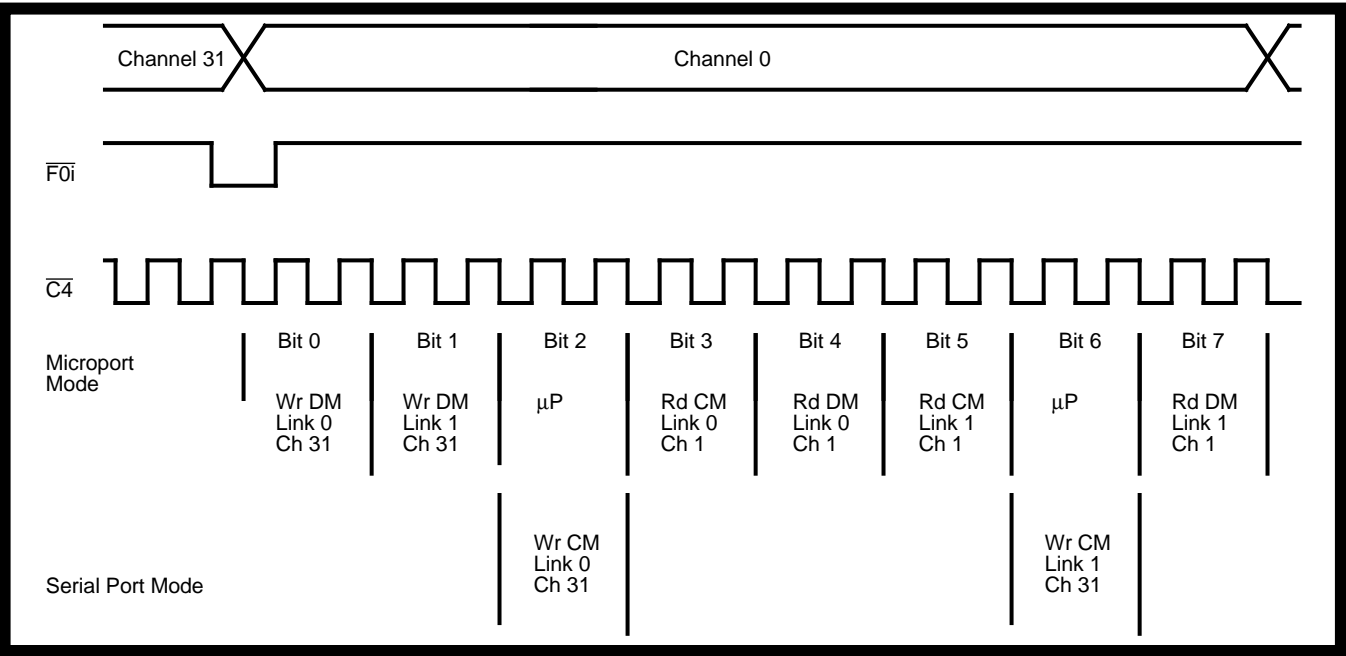 Channel 31
Channel 0
F0i
C4
Microport
Mode
Bit 0
Bit 1
Bit 2
Bit 3
Bit 4
Bit 5
Bit 6
Bit 7
Wr DM
Link 0
Ch 31
Wr DM
Link 1
Ch 31
µP
Rd CM
Link 0
Ch 1
Rd DM
Link 0
Ch 1
Rd CM
Link 1
Ch 1
µP
Rd DM
Link 1
Ch 1
Serial Port Mode
Wr CM
Link 0
Ch 31
Wr CM
Link 1
Ch 31